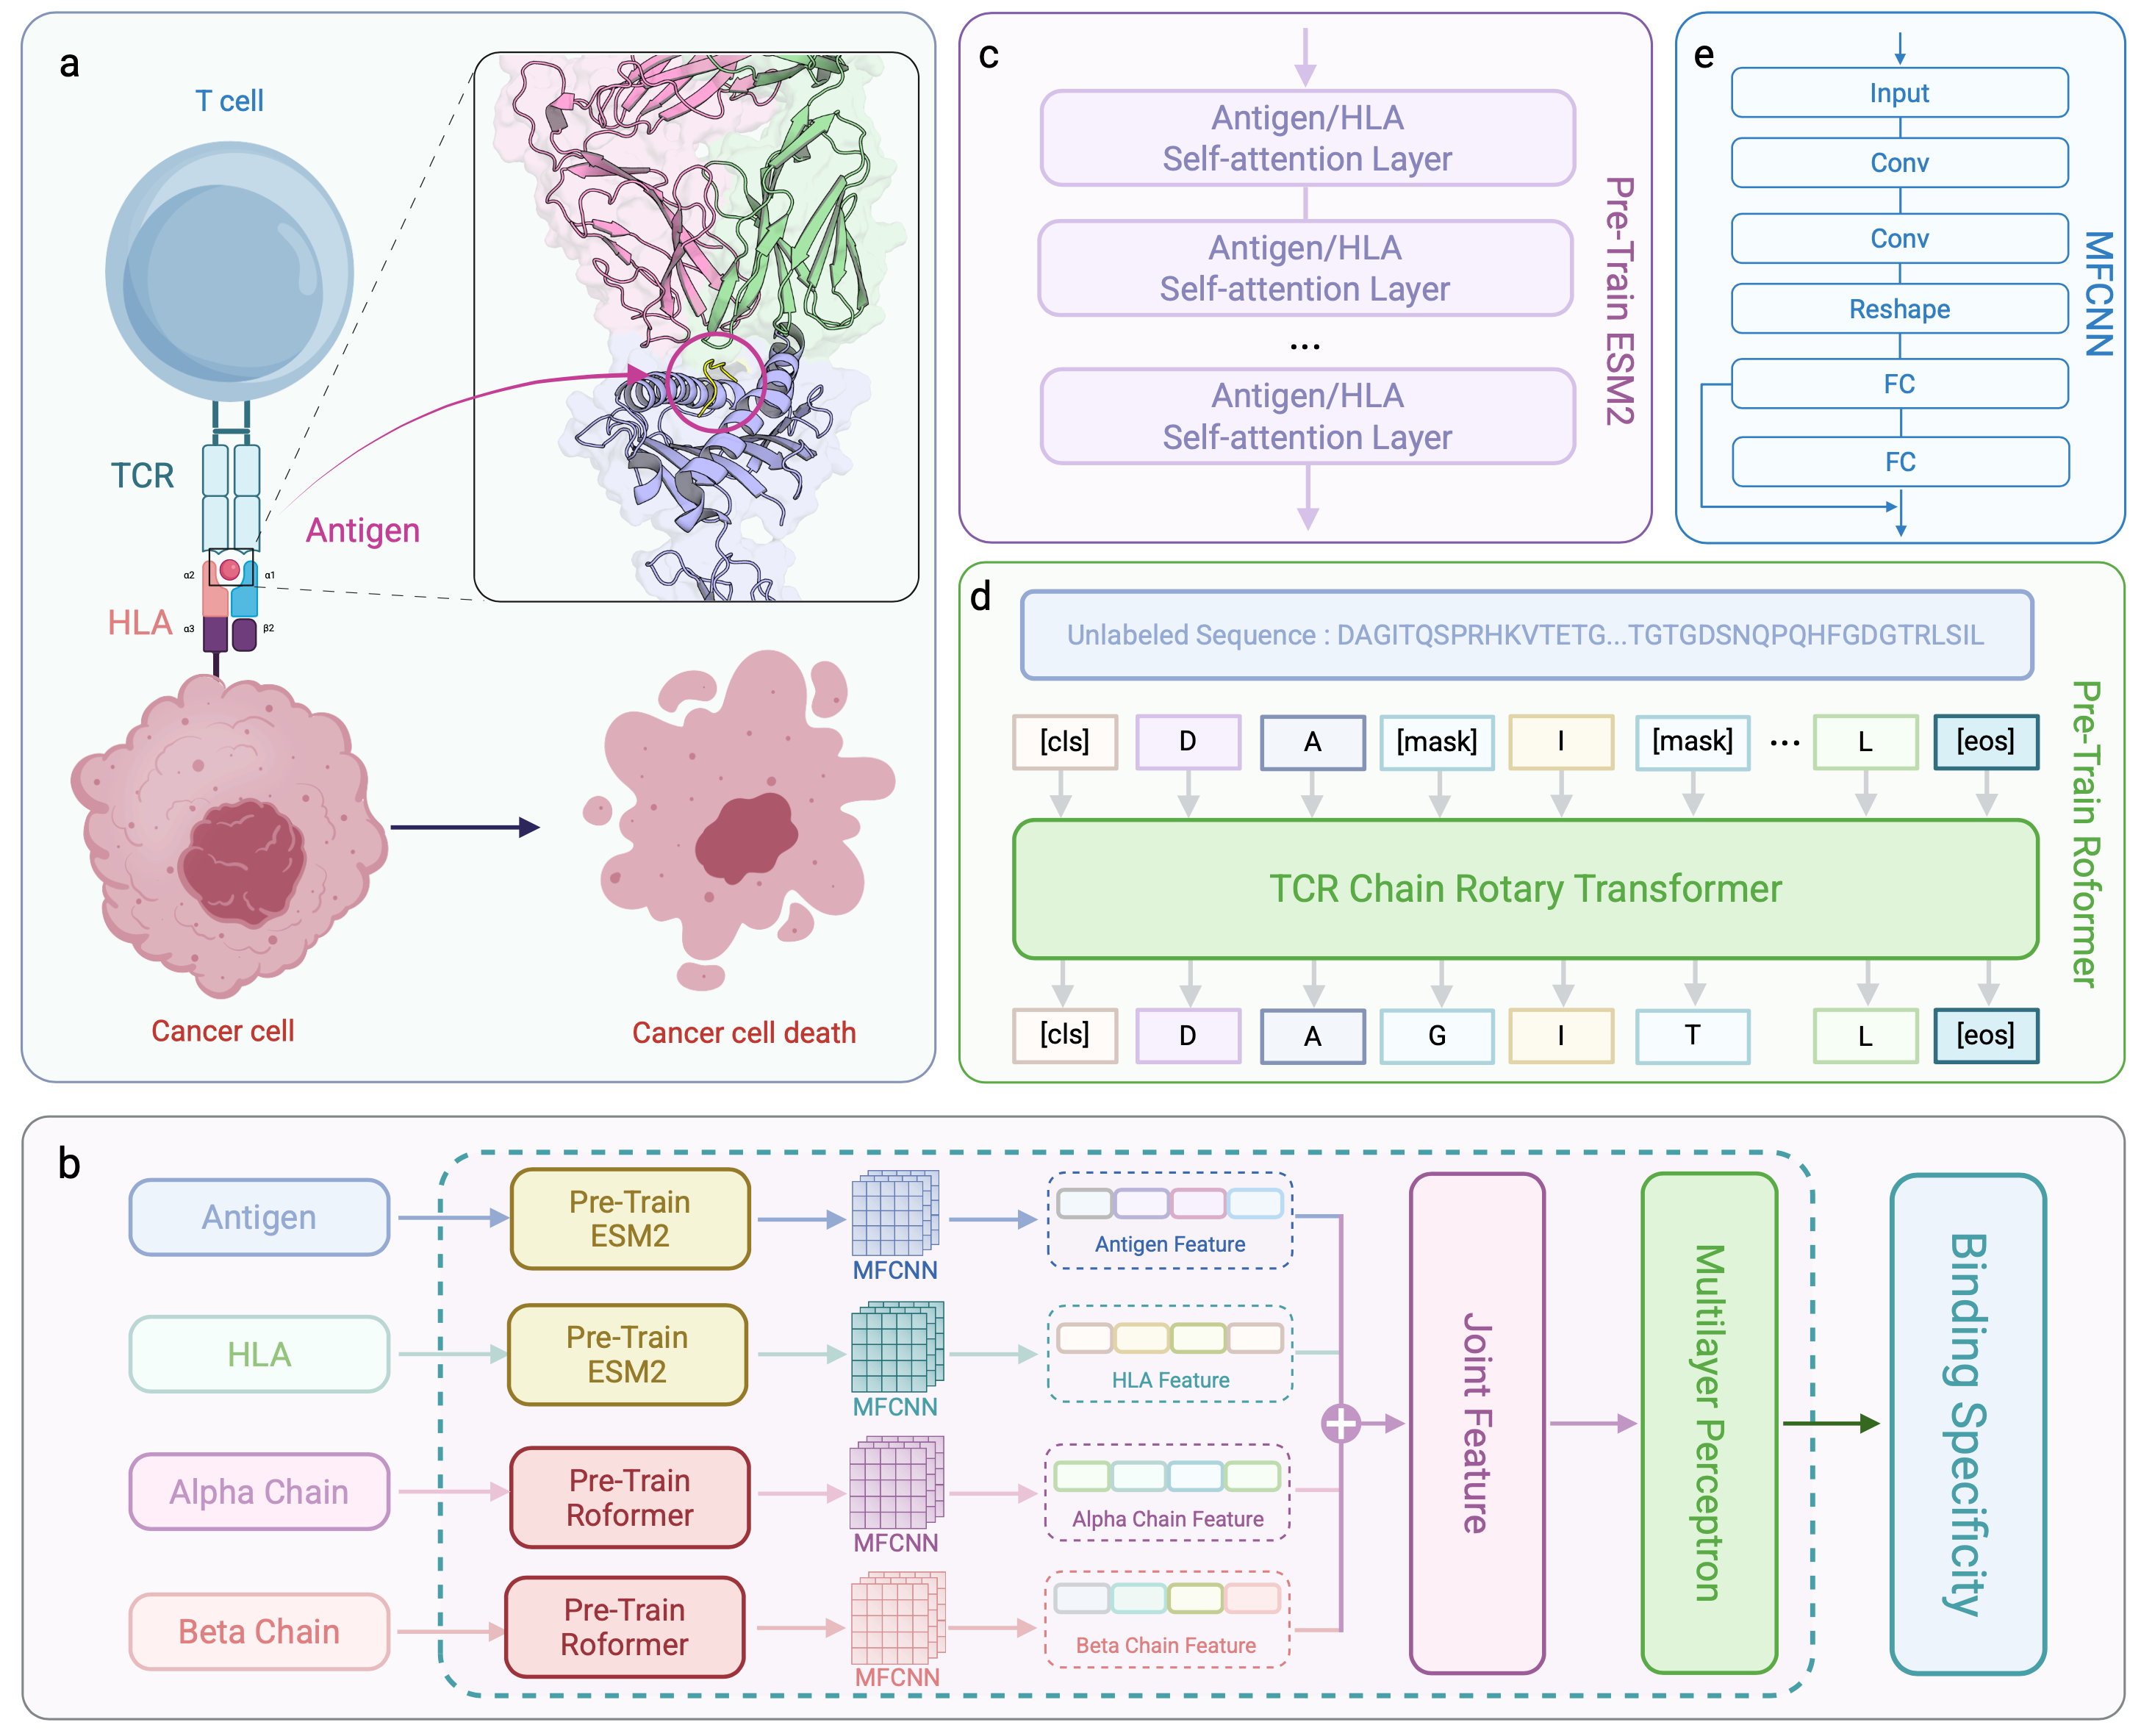 a
T cell
TCR
Antigen
α2
α1
HLA
α3
β2
Cancer cell
Cancer cell death
c
Antigen/HLA
Self-attention Layer
Antigen/HLA
Self-attention Layer
...
Antigen/HLA
Self-attention Layer
Pre-Train ESM2
e
Input
Conv
Conv
Reshape
FC
FC
MFCNN
d
Unlabeled Sequence : DAGITQSPRHKVTETG...TGTGDSNQPQHFGDGTRLSIL
[cls] D A [mask] I [mask] ... L [eos]
TCR Chain Rotary Transformer
[cls] D A G I T L [eos]
Pre-Train Roformer
b
Antigen
Pre-Train
ESM2
MFCNN
Antigen Feature
HLA
Pre-Train
ESM2
MFCNN
HLA Feature
Alpha Chain
Pre-Train
Roformer
MFCNN
Alpha Chain Feature
Beta Chain
Pre-Train
Roformer
MFCNN
Beta Chain Feature
Joint Feature
Multilayer Perceptron
Binding Specificity